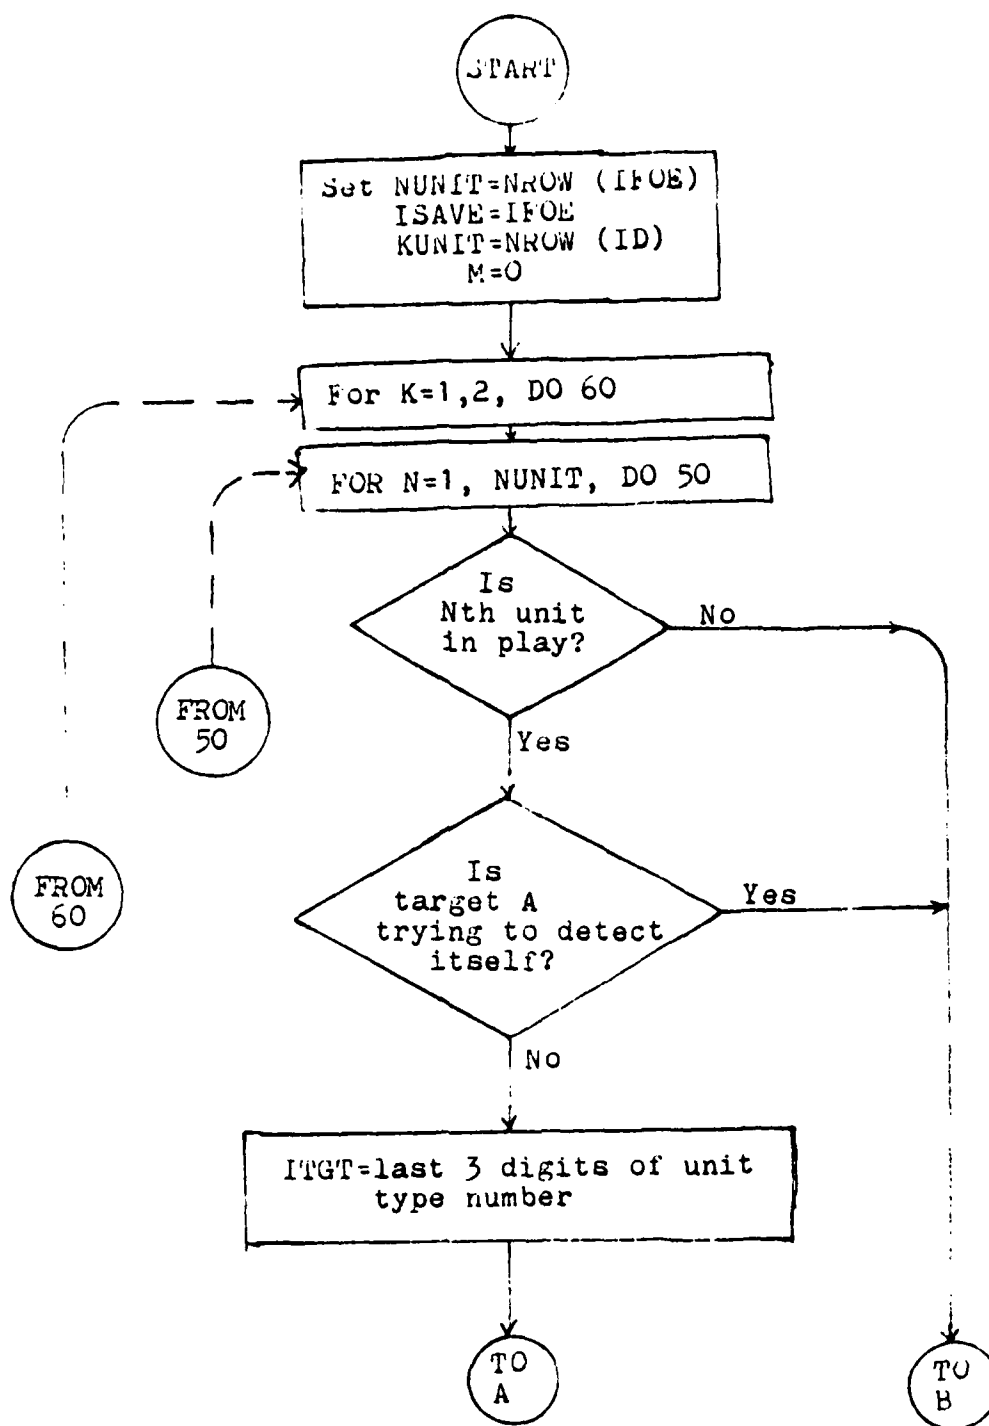 START
Set NUNIT=NROW (IFOE)
ISAVE=IFOE
KUNIT=NROW (ID)
M=0
For K=1,2, DO 60
FOR N=1, NUNIT, DO 50
Is
Nth unit
in play?
No
FROM
50
Yes
FROM
60
Is
target A
trying to detect
itself?
Yes
No
ITGT=last 3 digits of unit
type number
TO
A
TO
B